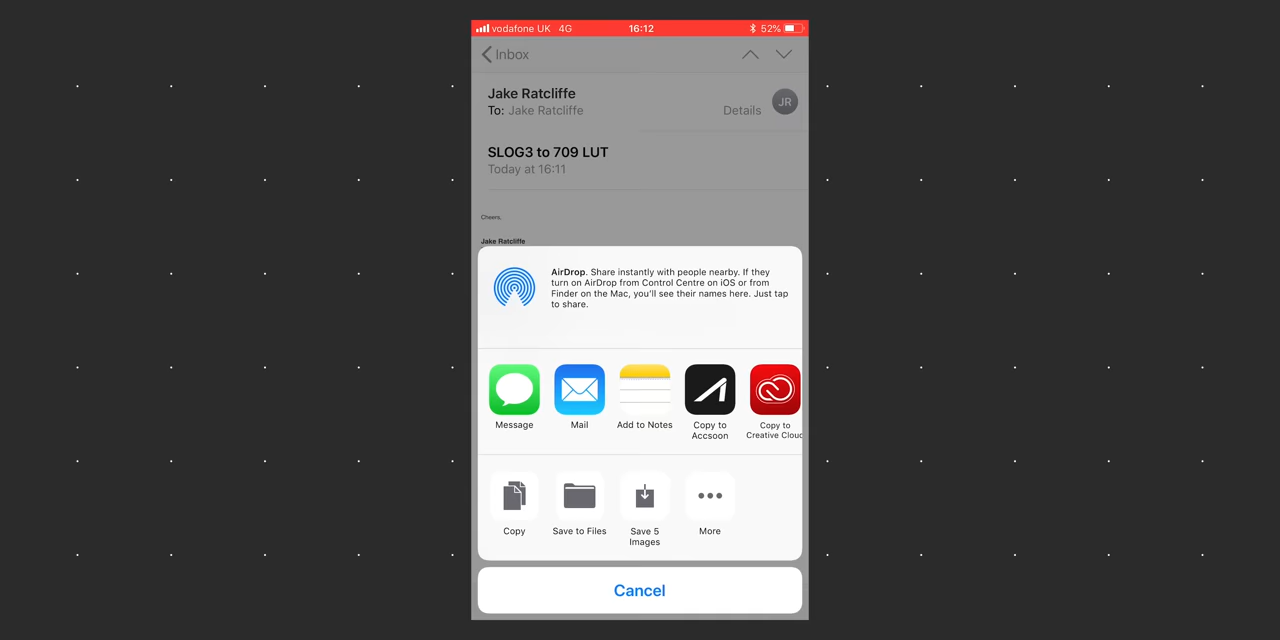 vodafone UK 4G 16:12 52%
Inbox
Jake Ratcliffe
To: Jake Ratcliffe
Details
JR
SLOG3 to 709 LUT
Today at 16:11
Cheers,
Jake Ratcliffe
AirDrop. Share instantly with people nearby. If they
turn on AirDrop from Control Centre on iOS or from
Finder on the Mac, you'll see their names here. Just tap
to share.
Message
Mail
Add to Notes
Copy to
Accsoon
Copy to
Creative Cloud
Copy
Save to Files
Save 5
Images
More
Cancel